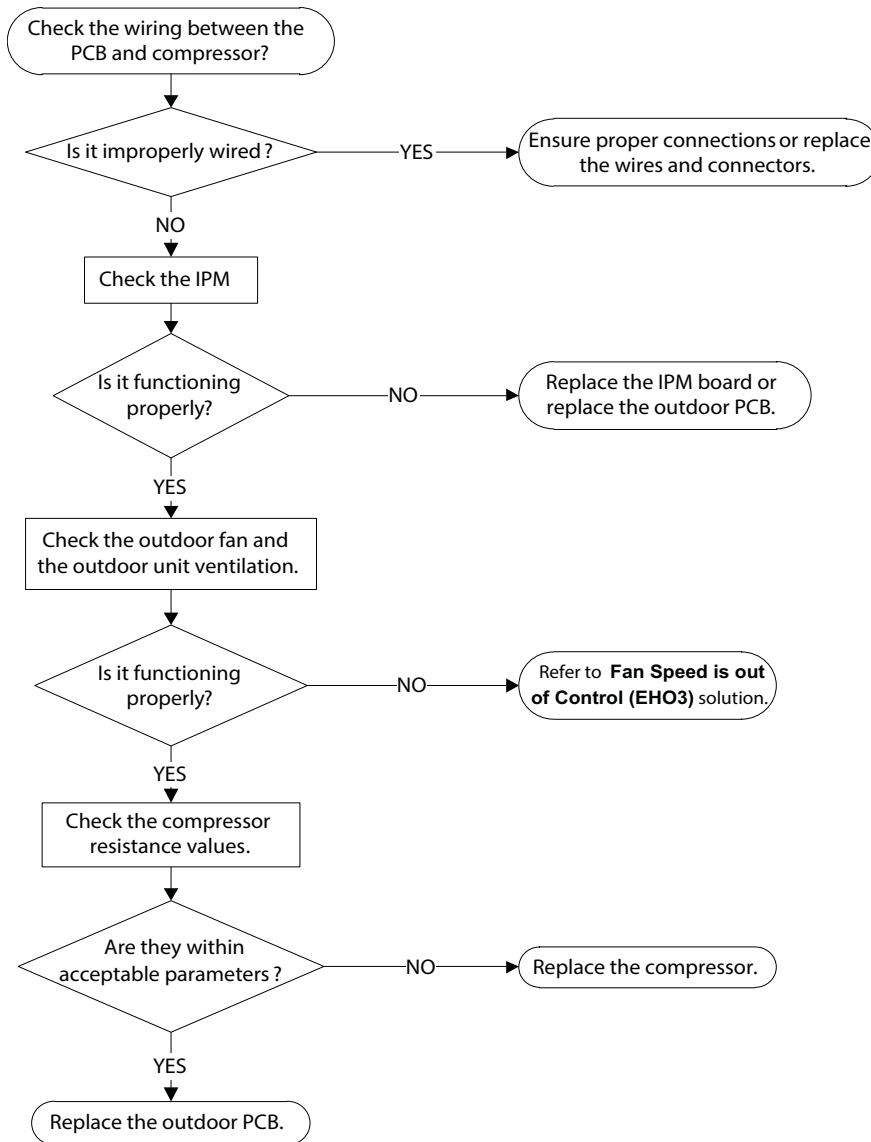 Check the wiring between the
PCB and compressor?
Is it improperly wired ?
YES
Ensure proper connections or replace
the wires and connectors.
NO
Check the IPM
Is it functioning
properly?
NO
Replace the IPM board or
replace the outdoor PCB.
YES
Check the outdoor fan and
the outdoor unit ventilation.
Is it functioning
properly?
NO
Refer to Fan Speed is out
of Control (EHO3) solution.
YES
Check the compressor
resistance values.
Are they within
acceptable parameters ?
NO
Replace the compressor.
YES
Replace the outdoor PCB.